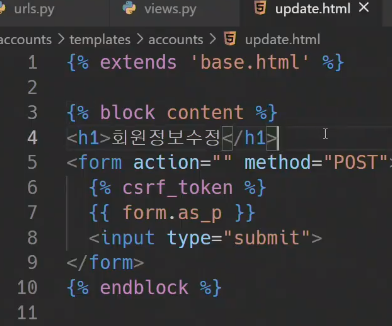 urls.py views.py update.html
accounts > templates > accounts > update.html
1 {% extends 'base.html' %}
2
3 {% block content %}
4 <h1>회원정보수정</h1>
5 <form action="" method="POST">
6 {% csrf_token %}
7 {{ form.as_p }}
8 <input type="submit">
9 </form>
10 {% endblock %}
11